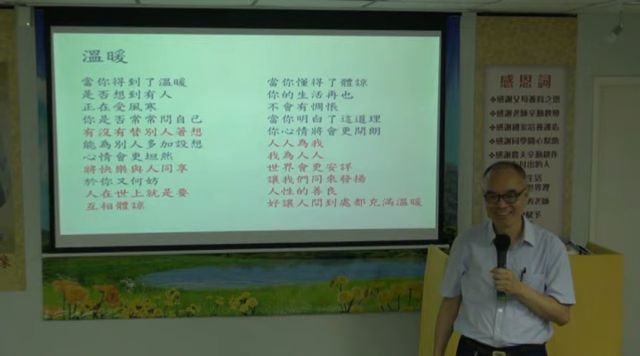 溫暖
當你得到了溫暖
是否想到有人
正在受風寒
你是否常常問自己
有沒有替別人著想
能為別人多加設想
心情會更坦然
將快樂與人同享
於你又何妨
人在世上就是要
互相體諒
當你懂得了體諒
你的生活再也
不會有惆悵
當你明白了這道理
你心情將會更開朗
人人為我
我為人人
世界會更安詳
讓我們同來發揚
人性的善良
好讓人間到處都充滿溫暖
感恩詞